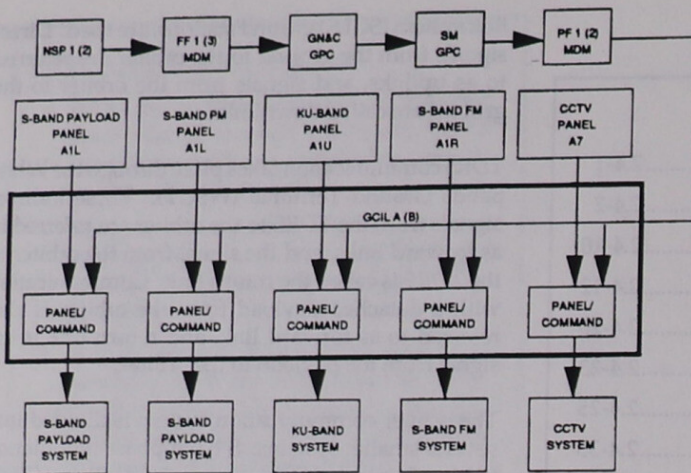 NSP 1 (2)
FF 1 (3)
MDM
GN&C
GPC
SM
GPC
PF 1 (2)
MDM
S-BAND PAYLOAD
PANEL
A1L
S-BAND PM
PANEL
A1L
KU-BAND
PANEL
A1U
S-BAND FM
PANEL
A1R
CCTV
PANEL
A7
GCIL A (B)
PANEL/
COMMAND
PANEL/
COMMAND
PANEL/
COMMAND
PANEL/
COMMAND
PANEL/
COMMAND
S-BAND
PAYLOAD
SYSTEM
S-BAND
PM
SYSTEM
KU-BAND
SYSTEM
S-BAND FM
SYSTEM
CCTV
SYSTEM